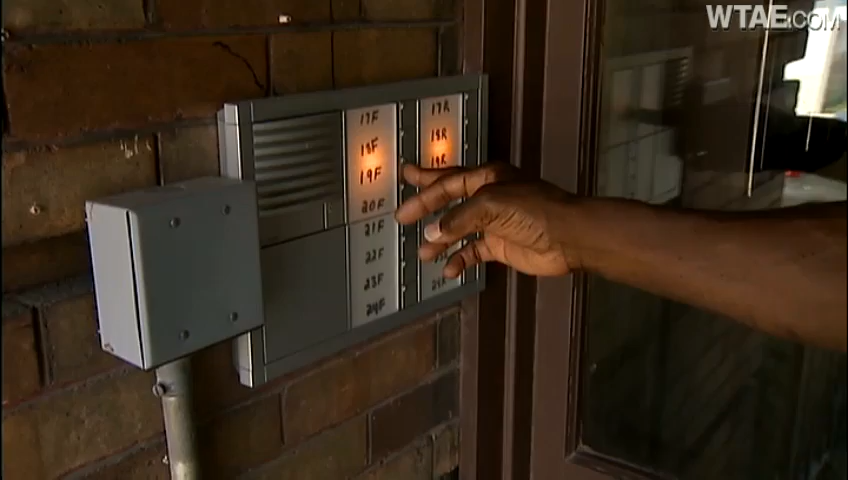 WTAE.COM
17F
18F
19F
20F
21F
22F
23F
24F
17R
18R
19R